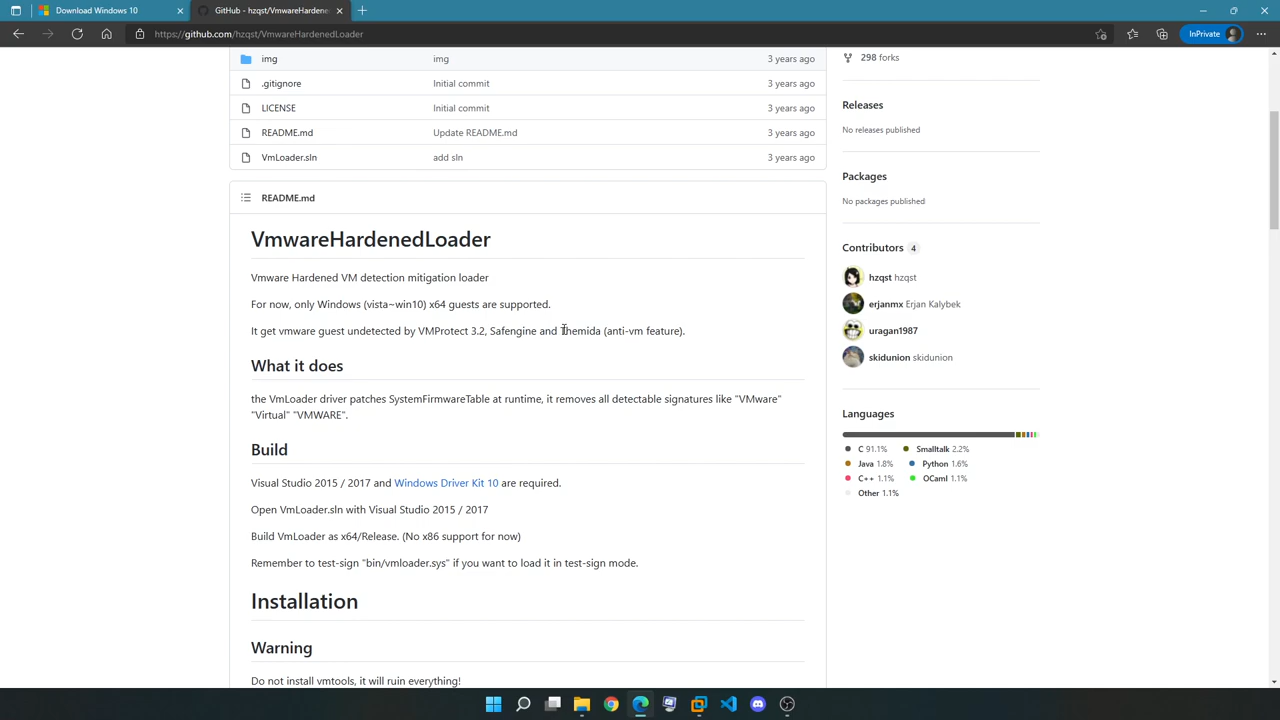 Download Windows 10
GitHub - hzqst/VmwareHardene
https://github.com/hzqst/VmwareHardenedLoader
InPrivate
img img 3 years ago
.gitignore Initial commit 3 years ago
LICENSE Initial commit 3 years ago
README.md Update README.md 3 years ago
VmLoader.sln add sln 3 years ago
README.md
VmwareHardenedLoader
Vmware Hardened VM detection mitigation loader
For now, only Windows (vista~win10) x64 guests are supported.
It get vmware guest undetected by VMProtect 3.2, Safengine and Themida (anti-vm feature).
What it does
the VmLoader driver patches SystemFirmwareTable at runtime, it removes all detectable signatures like "VMware"
"Virtual" "VMWARE".
Build
Visual Studio 2015 / 2017 and Windows Driver Kit 10 are required.
Open VmLoader.sln with Visual Studio 2015 / 2017
Build VmLoader as x64/Release. (No x86 support for now)
Remember to test-sign "bin/vmloader.sys" if you want to load it in test-sign mode.
Installation
Warning
Do not install vmtools, it will ruin everything!
298 forks
Releases
No releases published
Packages
No packages published
Contributors 4
hzqst hzqst
erjanmx Erjan Kalybek
uragan1987
skidunion skidunion
Languages
C 91.1% Smalltalk 2.2%
Java 1.8% Python 1.6%
C++ 1.1% OCaml 1.1%
Other 1.1%